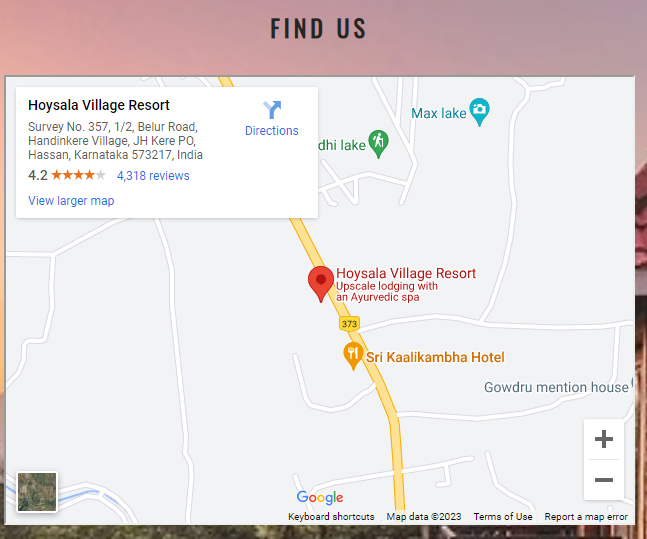 FIND US
Hoysala Village Resort
Survey No. 357, 1/2, Belur Road,
Handinkere Village, JH Kere PO,
Hassan, Karnataka 573217, India
4.2
4,318 reviews
View larger map
Directions
Max lake
dhi lake
Hoysala Village Resort
Upscale lodging with
an Ayurvedic spa
373
Sri Kaalikambha Hotel
Gowdru mention house
Google
Keyboard shortcuts
Map data ©2023
Terms of Use
Report a map error